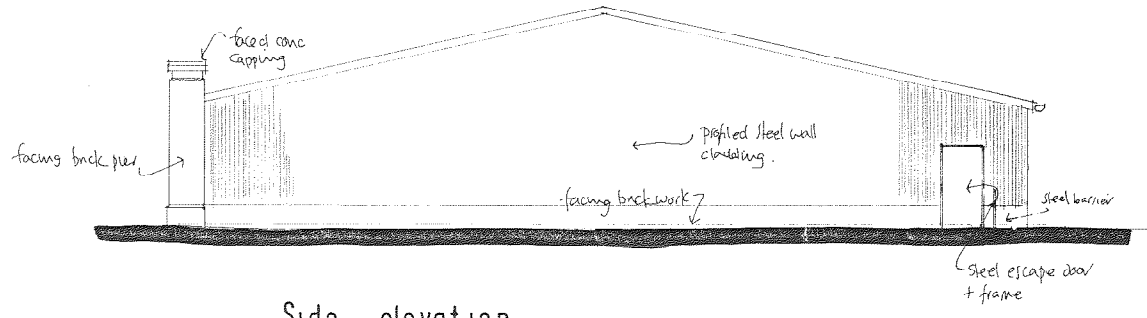 faced conc
capping
facing brick pier
profiled steel wall
cladding.
facing brickwork
steel barrier
steel escape door
+ frame
Side elevation